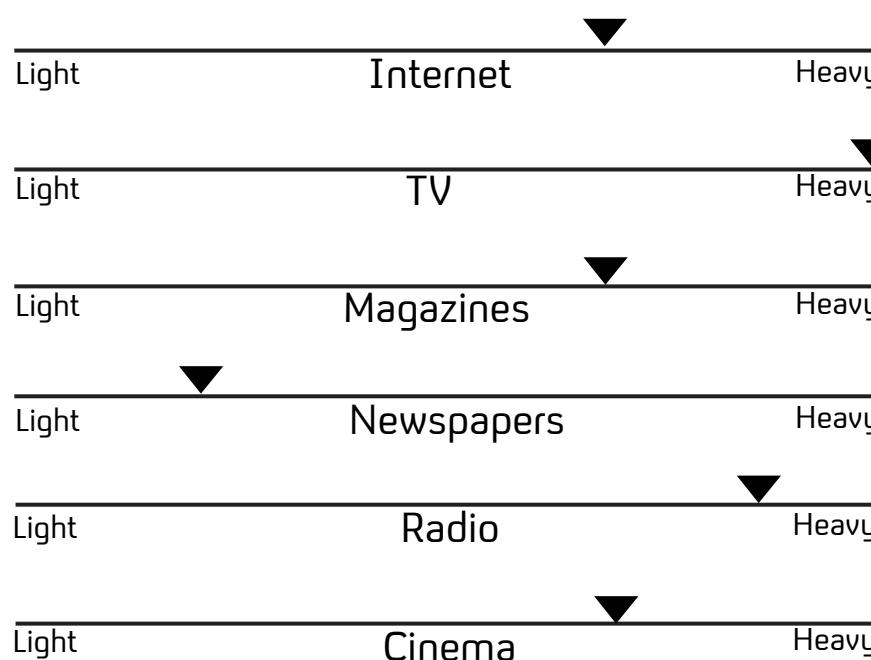 Light Internet Heavy
Light TV Heavy
Light Magazines Heavy
Light Newspapers Heavy
Light Radio Heavy
Light Cinema Heavy